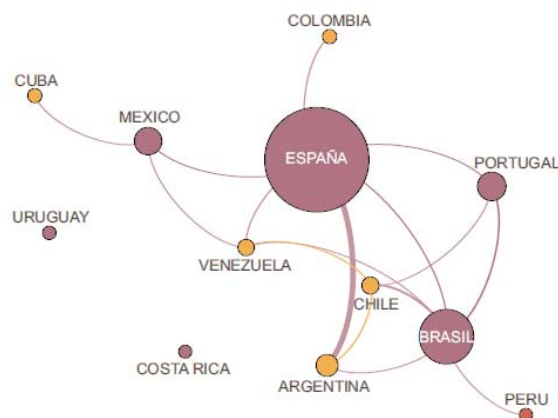 COLOMBIA
CUBA
MEXICO
ESPAÑA
PORTUGAL
URUGUAY
VENEZUELA
CHILE
BRASIL
COSTA RICA
ARGENTINA
PERU